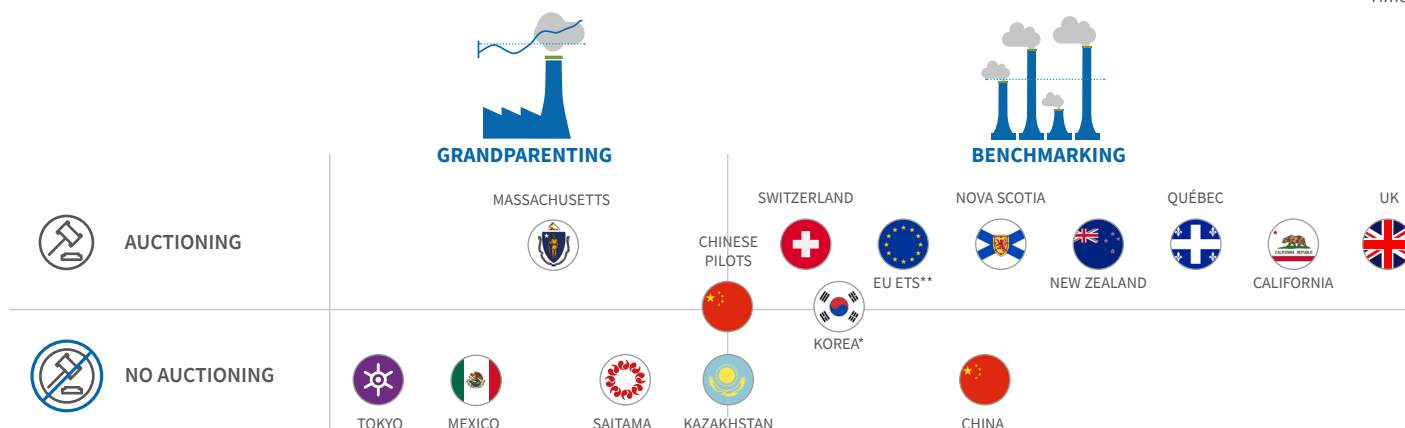 GRANDPARENTING
BENCHMARKING
MASSACHUSETTS
SWITZERLAND
NOVA SCOTIA
QUÉBEC
UK
AUCTIONING
CHINESE
PILOTS
EU ETS**
NEW ZEALAND
CALIFORNIA
KOREA*
NO AUCTIONING
TOKYO
MEXICO
SAITAMA
KAZAKHSTAN
CHINA